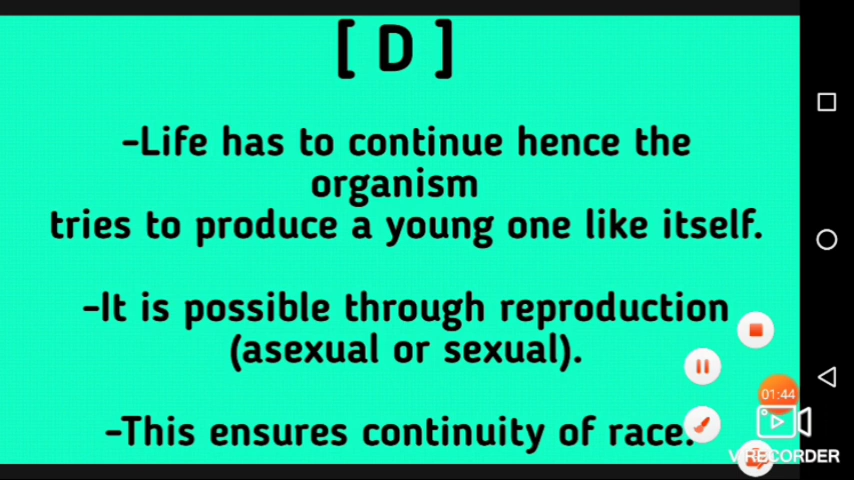 [ D ]
-Life has to continue hence the
organism
tries to produce a young one like itself.
-It is possible through reproduction
(asexual or sexual).
-This ensures continuity of race.
01:44
V RECORDER